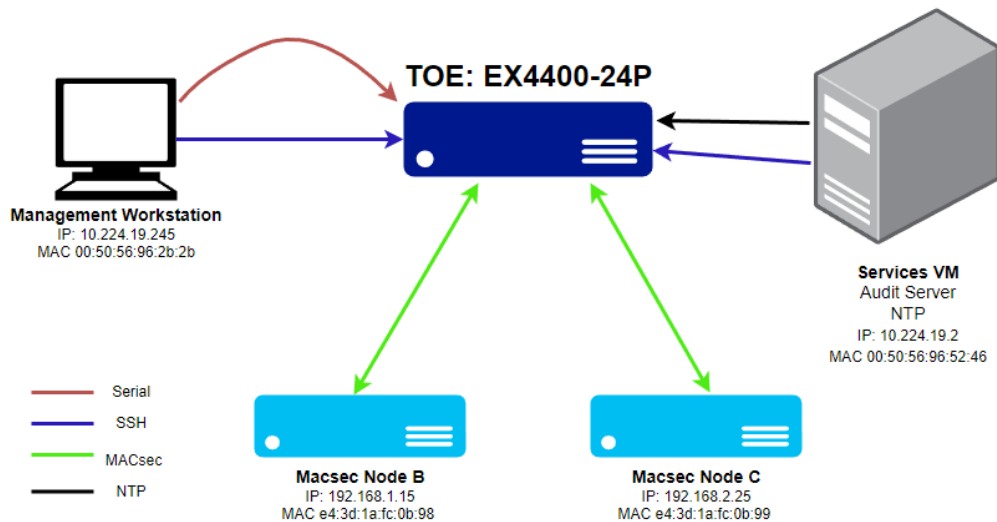 TOE: EX4400-24P
Management Workstation
IP: 10.224.19.245
MAC 00:50:56:96:2b:2b
Services VM
Audit Server
NTP
IP: 10.224.19.2
MAC 00:50:56:96:52:46
Serial
SSH
MACsec
NTP
Macsec Node B
IP: 192.168.1.15
MAC e4:3d:1a:fc:0b:98
Macsec Node C
IP: 192.168.2.25
MAC e4:3d:1a:fc:0b:99